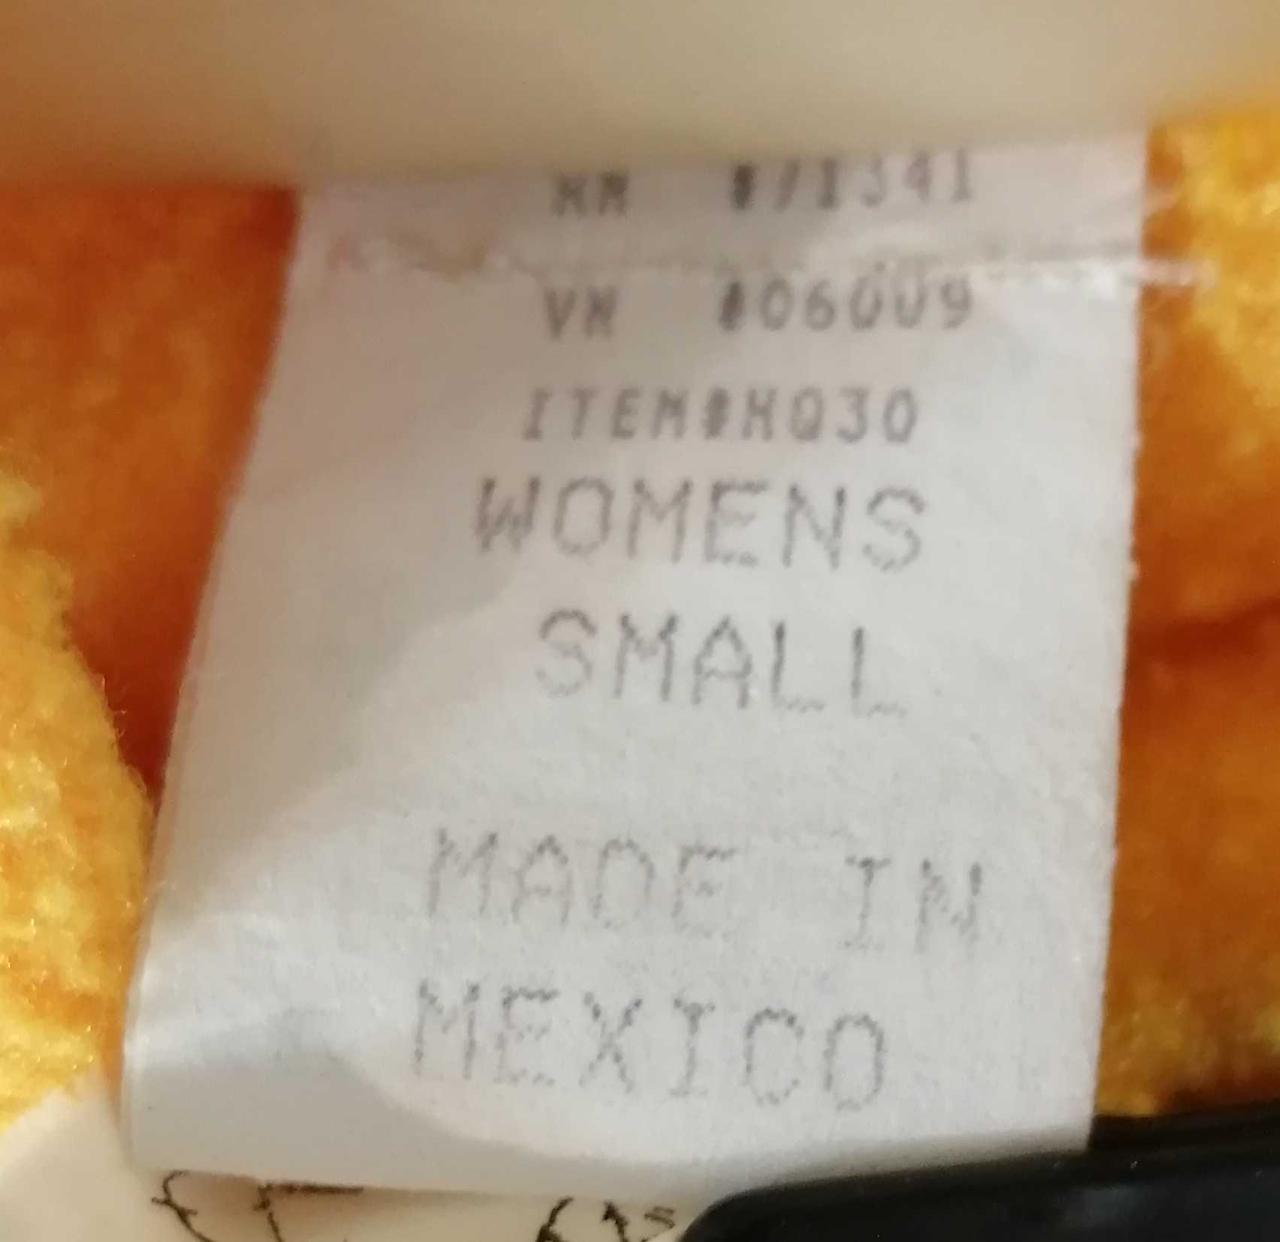 RN #71341
VN #06009
ITEM#HQ30
WOMENS
SMALL
MADE IN
MEXICO